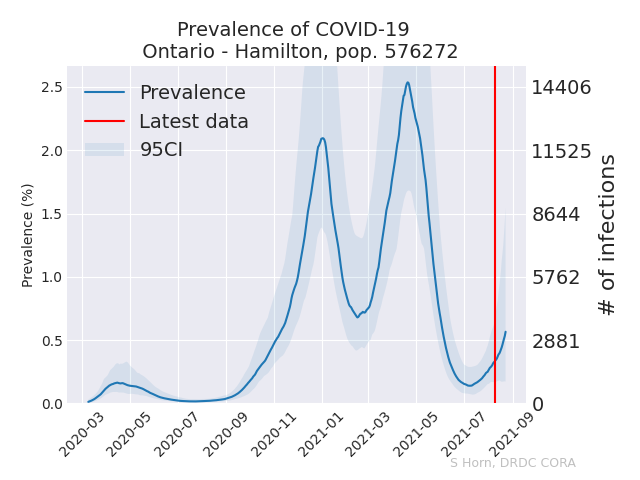 Prevalence of COVID-19
Ontario - Hamilton, pop. 576272
Prevalence
Latest data
95CI
Prevalence (%)
2.5
2.0
1.5
1.0
0.5
0.0
14406
11525
8644
5762
2881
0
# of infections
2020-03
2020-05
2020-07
2020-09
2020-11
2021-01
2021-03
2021-05
2021-07
2021-09
S Horn, DRDC CORA